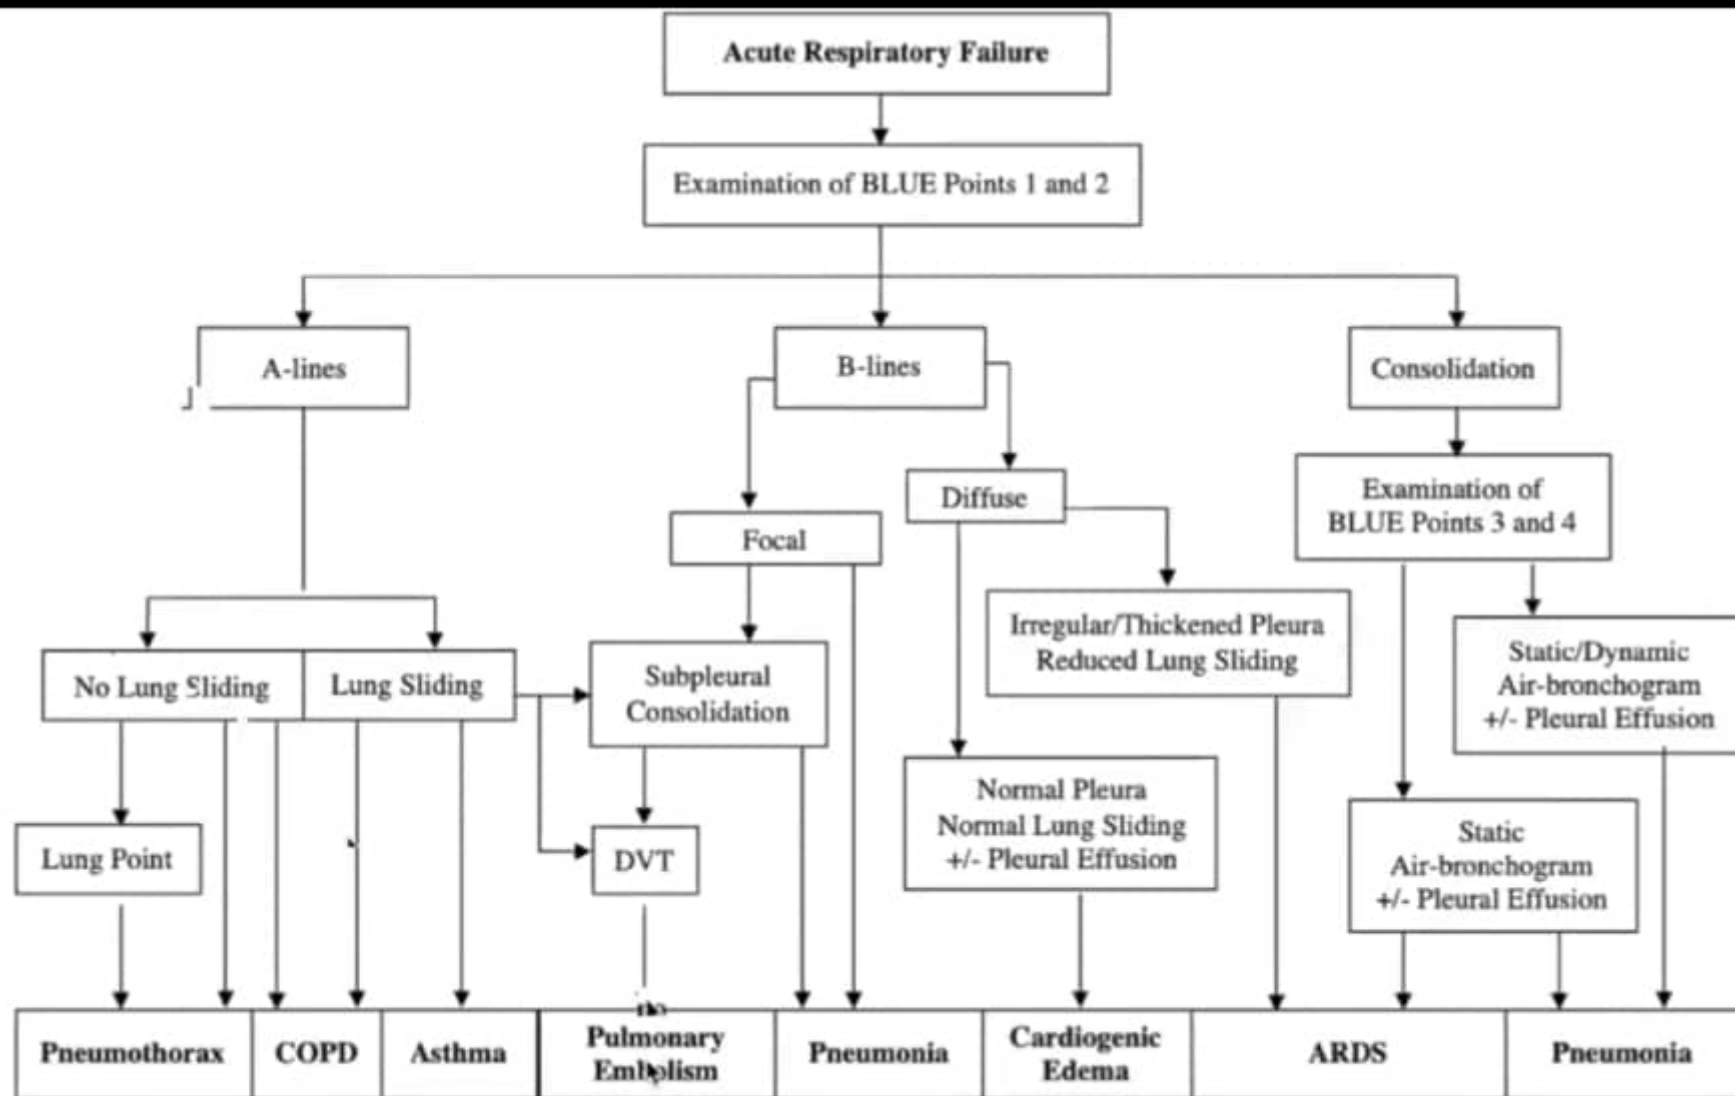 Acute Respiratory Failure
Examination of BLUE Points 1 and 2
A-lines
B-lines
Consolidation
Focal
Diffuse
Examination of
BLUE Points 3 and 4
No Lung Sliding
Lung Sliding
Subpleural
Consolidation
Irregular/Thickened Pleura
Reduced Lung Sliding
Static/Dynamic
Air-bronchogram
+/- Pleural Effusion
Lung Point
DVT
Normal Pleura
Normal Lung Sliding
+/- Pleural Effusion
Static
Air-bronchogram
+/- Pleural Effusion
Pneumothorax
COPD
Asthma
Pulmonary
Embolism
Pneumonia
Cardiogenic
Edema
ARDS
Pneumonia